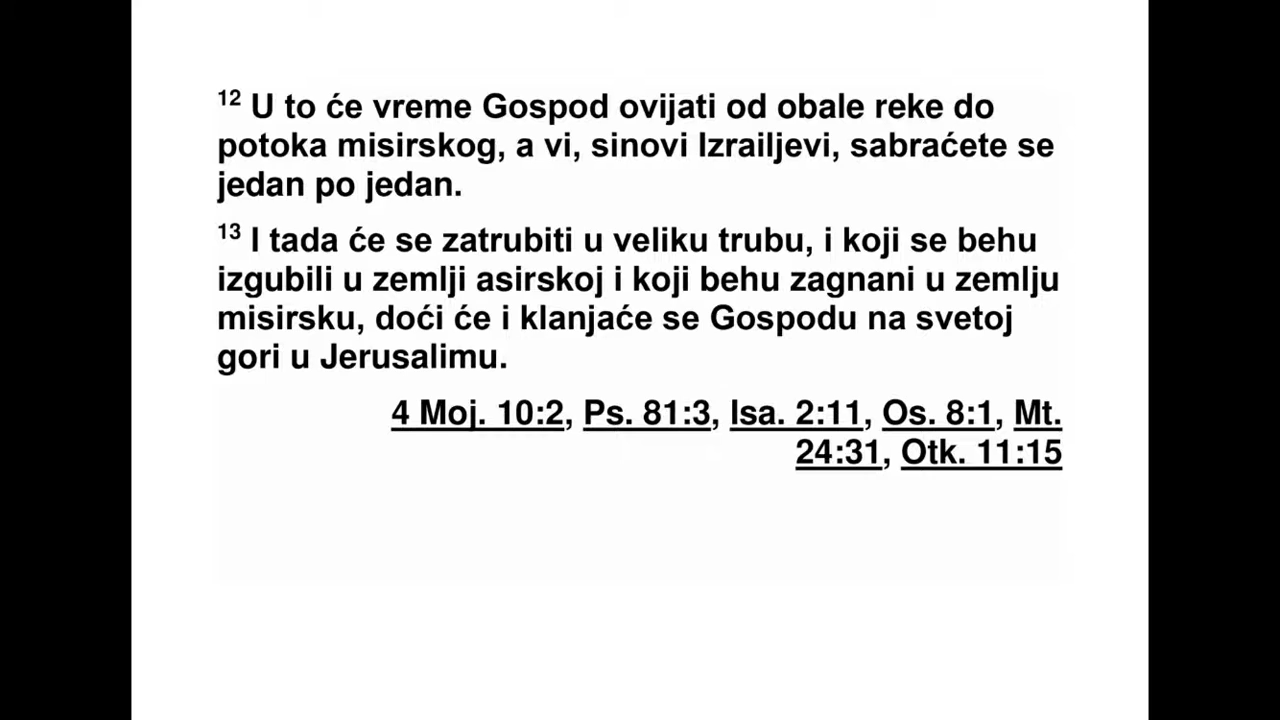 12 U to će vreme Gospod ovijati od obale reke do
potoka misirskog, a vi, sinovi Izrailjevi, sabraćete se
jedan po jedan.
13 I tada će se zatrubiti u veliku trubu, i koji se behu
izgubili u zemlji asirskoj i koji behu zagnani u zemlju
misirsku, doći će i klanjaće se Gospodu na svetoj
gori u Jerusalimu.
4 Moj. 10:2, Ps. 81:3, Isa. 2:11, Os. 8:1, Mt.
24:31, Otk. 11:15